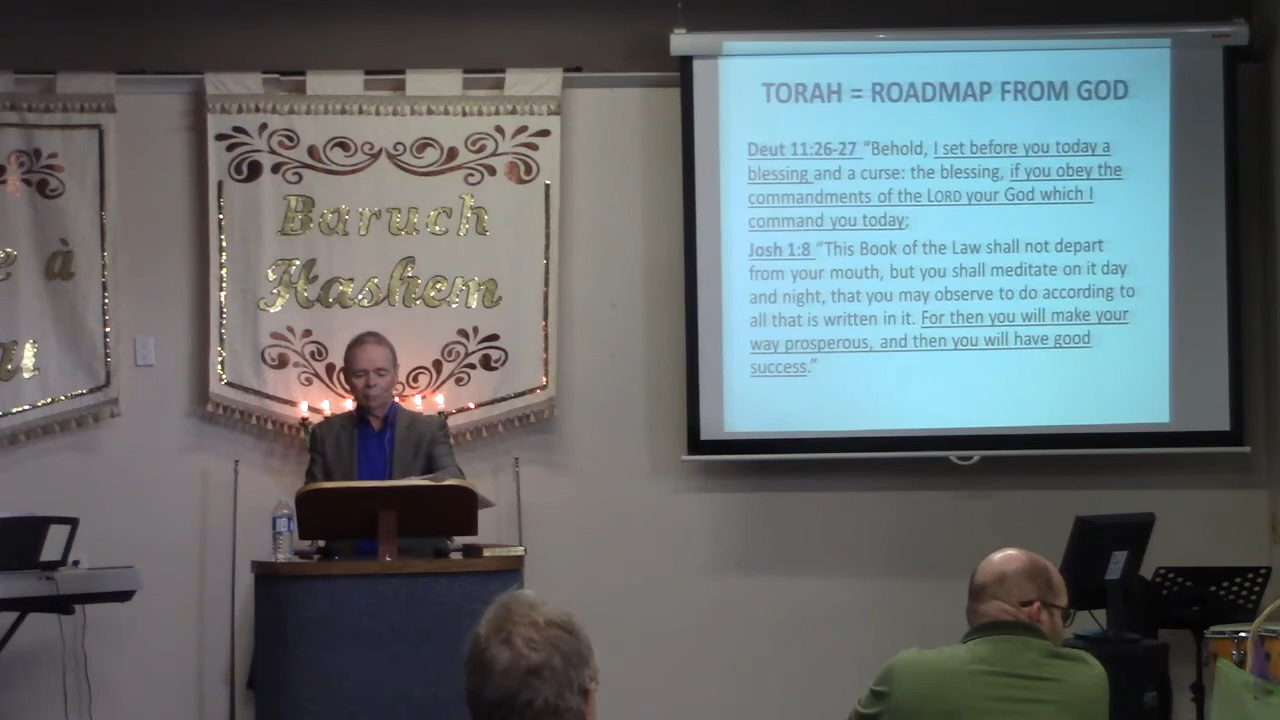 TORAH = ROADMAP FROM GOD
Deut 11:26-27 “Behold, I set before you today a
blessing and a curse: the blessing, if you obey the
commandments of the LORD your God which I
command you today;
Josh 1:8 “This Book of the Law shall not depart
from your mouth, but you shall meditate on it day
and night, that you may observe to do according to
all that is written in it. For then you will make your
way prosperous, and then you will have good
success.”
Baruch
Hashem
à